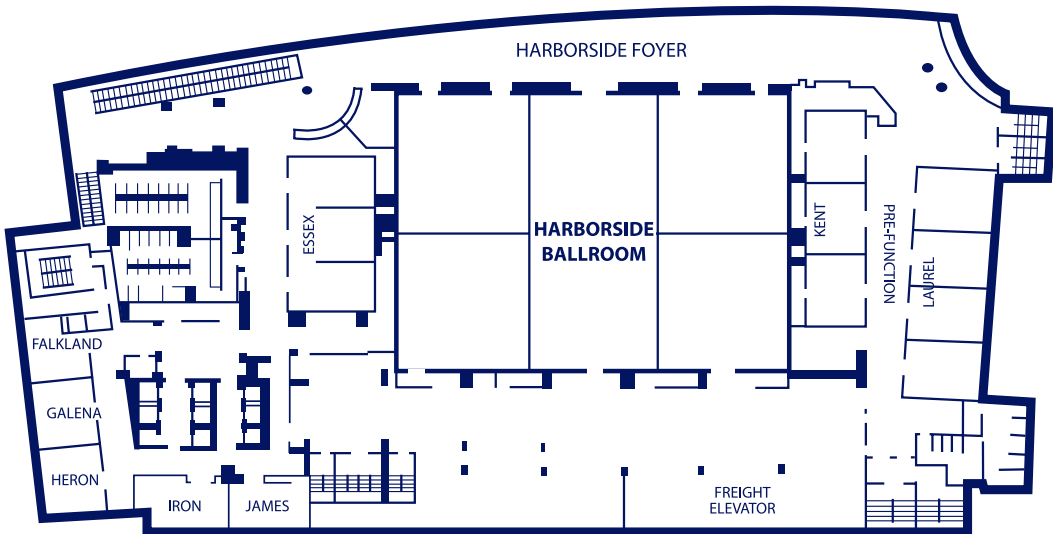 HARBORSIDE FOYER
ESSEX
HARBORSIDE
BALLROOM
KENT
PRE-FUNCTION
LAUREL
FALKLAND
GALENA
HERON
IRON
JAMES
FREIGHT
ELEVATOR